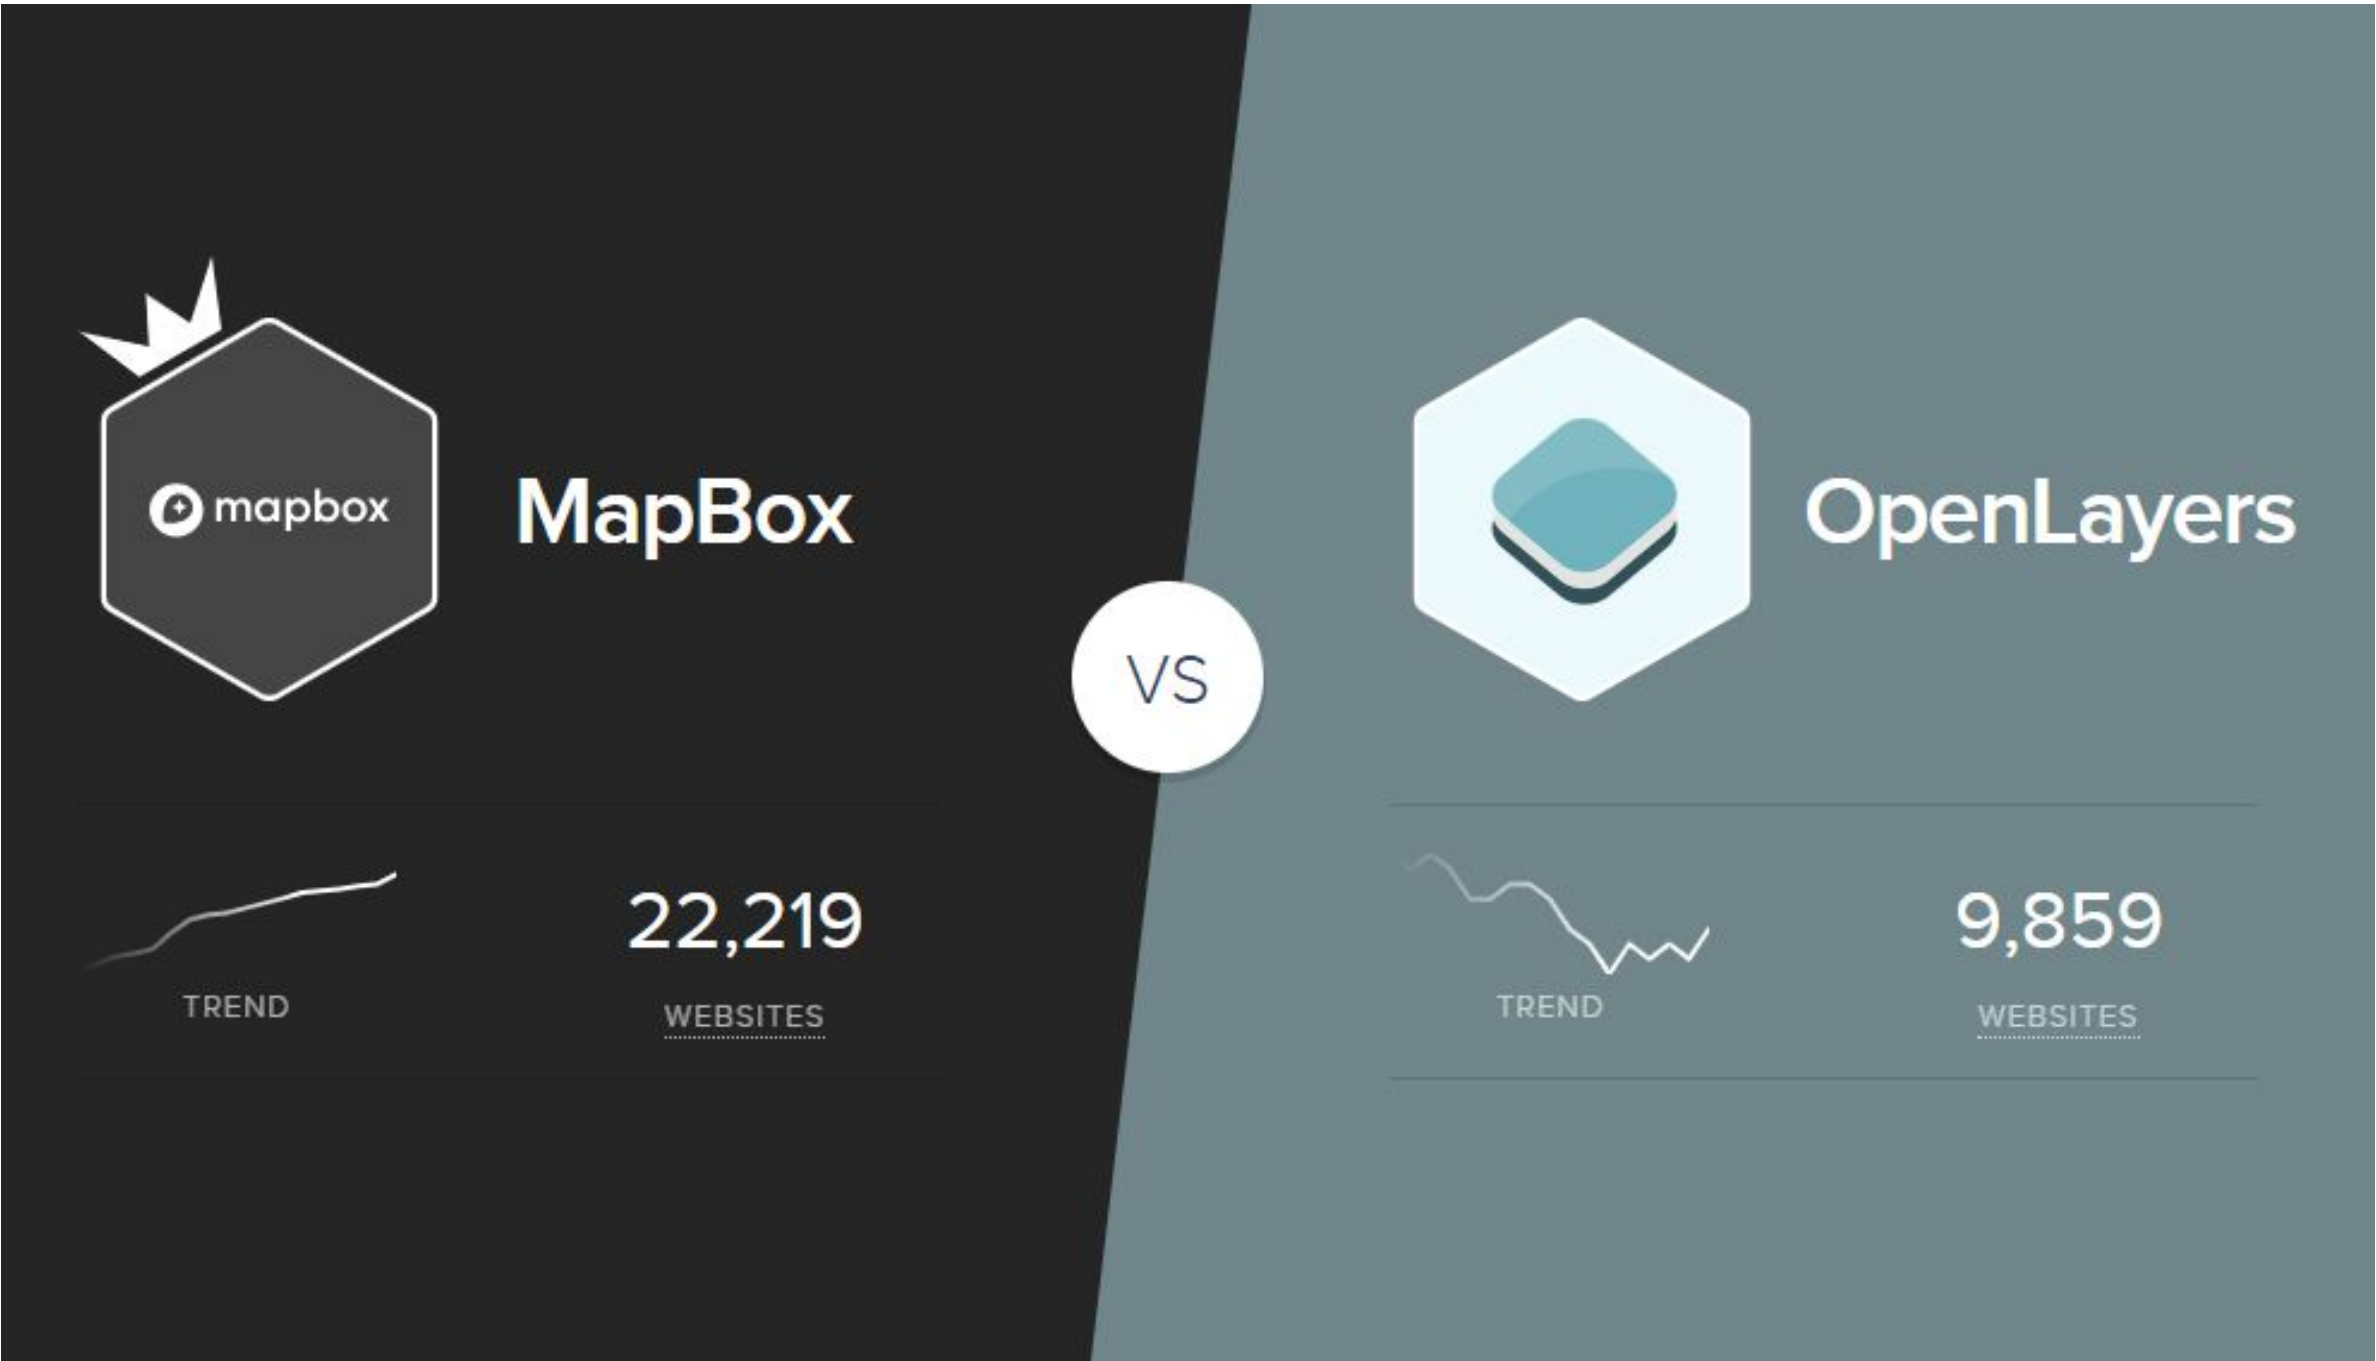 mapbox
MapBox
VS
OpenLayers
22,219
TREND
WEBSITES
9,859
TREND
WEBSITES